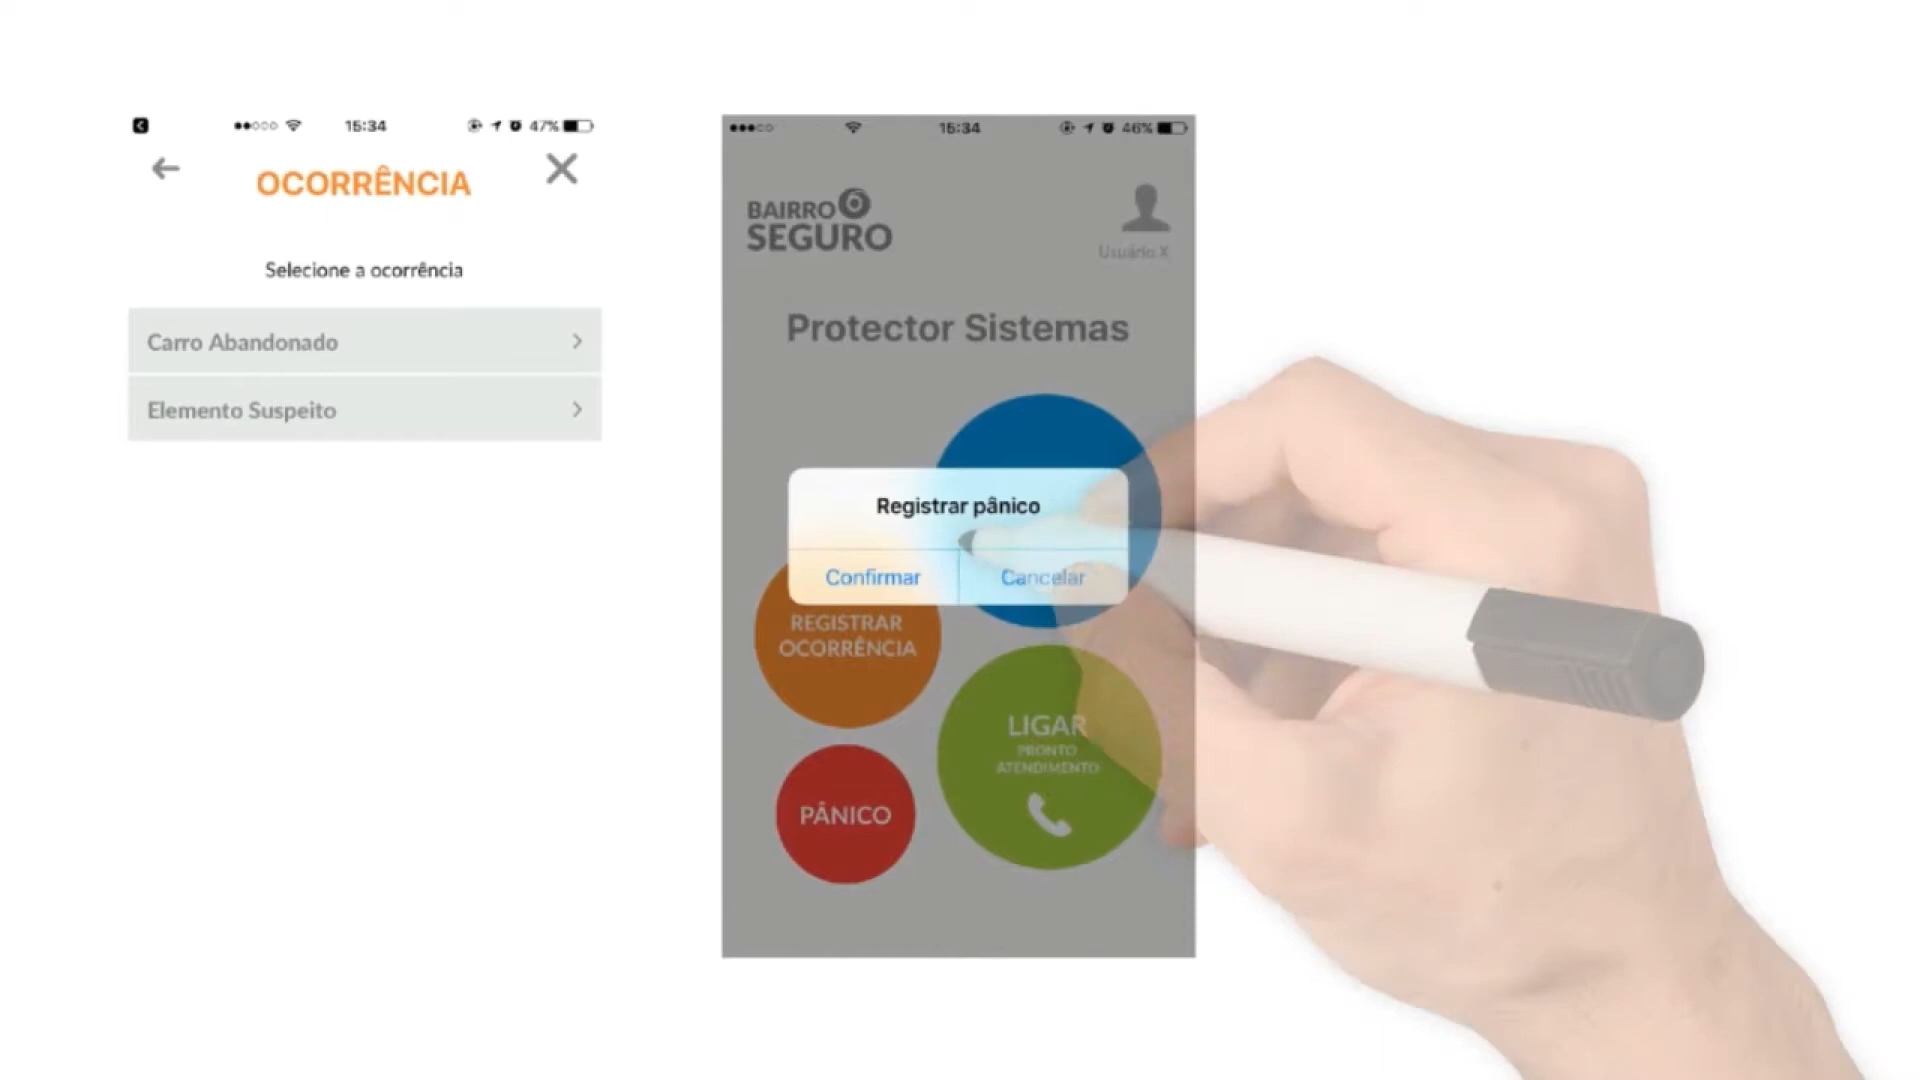 15:34
47%
OCORRÊNCIA
Selecione a ocorrência
Carro Abandonado
Elemento Suspeito
15:34
46%
BAIRRO
SEGURO
Usuário X
Protector Sistemas
Registrar pânico
Confirmar
Cancelar
REGISTRAR
OCORRÊNCIA
LIGAR
PRONTO
ATENDIMENTO
PÂNICO